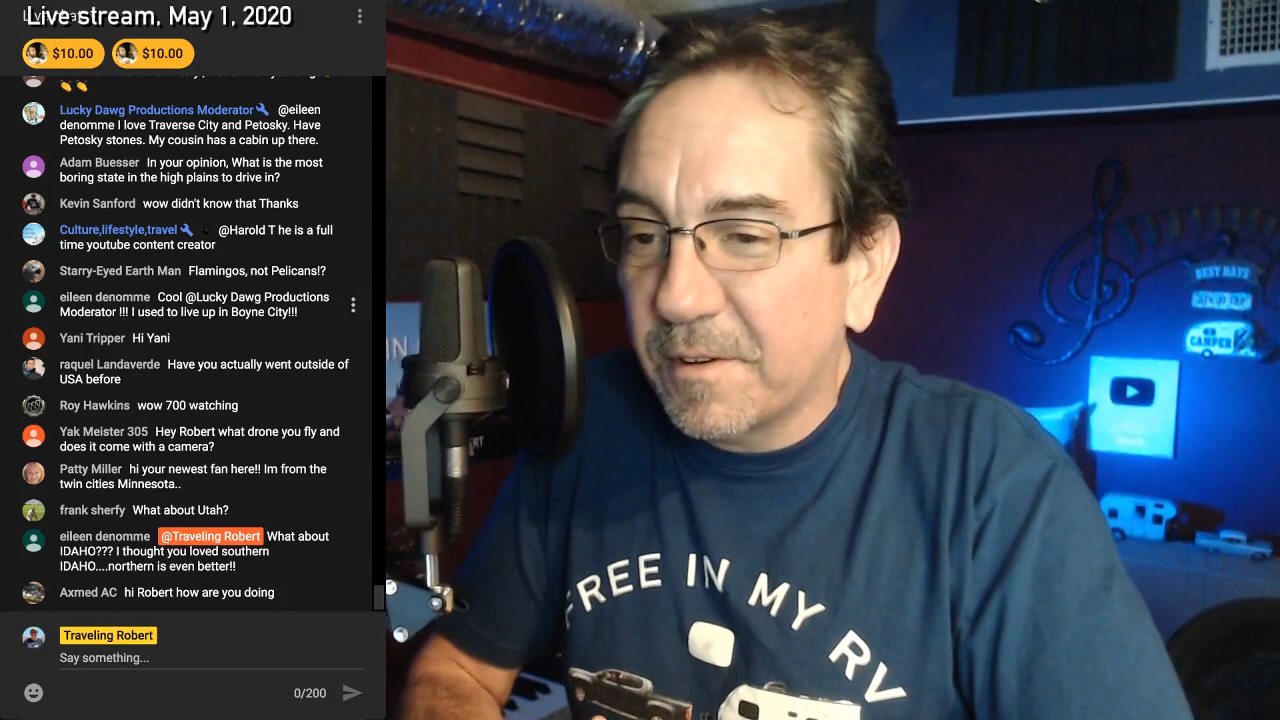 Live stream, May 1, 2020
$10.00 $10.00
Lucky Dawg Productions Moderator @eileen
denomme I love Traverse City and Petosky. Have
Petosky stones. My cousin has a cabin up there.
Adam Buesser In your opinion, What is the most
boring state in the high plains to drive in?
Kevin Sanford wow didn't know that Thanks
Culture,lifestyle,travel @Harold T he is a full
time youtube content creator
Starry-Eyed Earth Man Flamingos, not Pelicans!?
eileen denomme Cool @Lucky Dawg Productions
Moderator !!! I used to live up in Boyne City!!!
Yani Tripper Hi Yani
raquel Landaverde Have you actually went outside of
USA before
Roy Hawkins wow 700 watching
Yak Meister 305 Hey Robert what drone you fly and
does it come with a camera?
Patty Miller hi your newest fan here!! Im from the
twin cities Minnesota..
frank sherfy What about Utah?
eileen denomme @Traveling Robert What about
IDAHO??? I thought you loved southern
IDAHO....northern is even better!!
Axmed AC hi Robert how are you doing
Traveling Robert
Say something...
0/200
FREE IN MY RV
BEST DAYS
CAMPER
IN